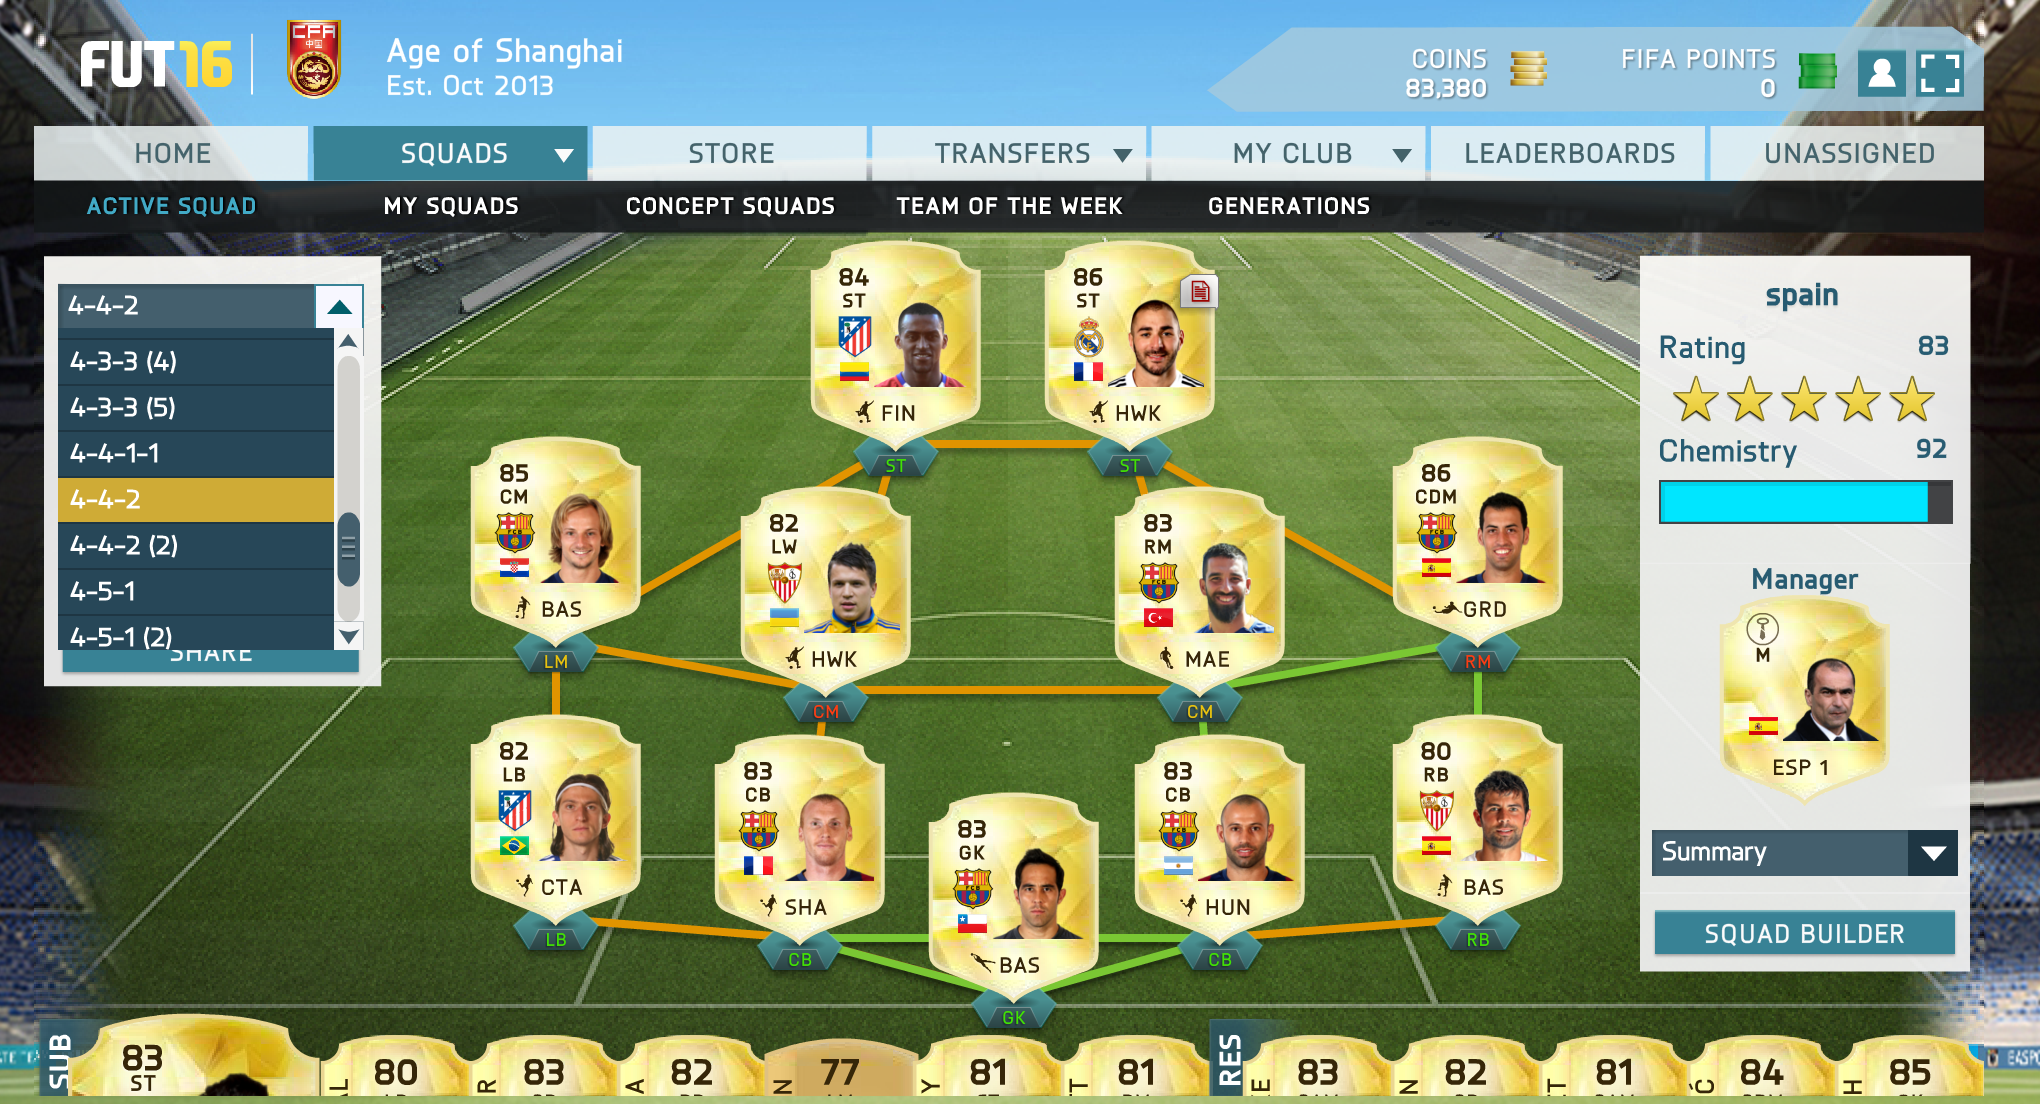 FUT16
CFA
中国
Age of Shanghai
Est. Oct 2013
COINS
83,380
FIFA POINTS
0
HOME
SQUADS
STORE
TRANSFERS
MY CLUB
LEADERBOARDS
UNASSIGNED
ACTIVE SQUAD
MY SQUADS
CONCEPT SQUADS
TEAM OF THE WEEK
GENERATIONS
4-4-2
4-3-3 (4)
4-3-3 (5)
4-4-1-1
4-4-2
4-4-2 (2)
4-5-1
4-5-1 (2)
SHARE
84
ST
FIN
ST
86
ST
HWK
ST
85
CM
BAS
LM
82
LW
HWK
CM
83
RM
MAE
CM
86
CDM
GRD
RM
82
LB
CTA
LB
83
CB
SHA
CB
83
GK
BAS
GK
83
CB
HUN
CB
80
RB
BAS
RB
spain
Rating 83
Chemistry 92
Manager
M
ESP 1
Summary
SQUAD BUILDER
SUB
83
ST
80
83
82
77
81
81
RES
83
82
81
84
85